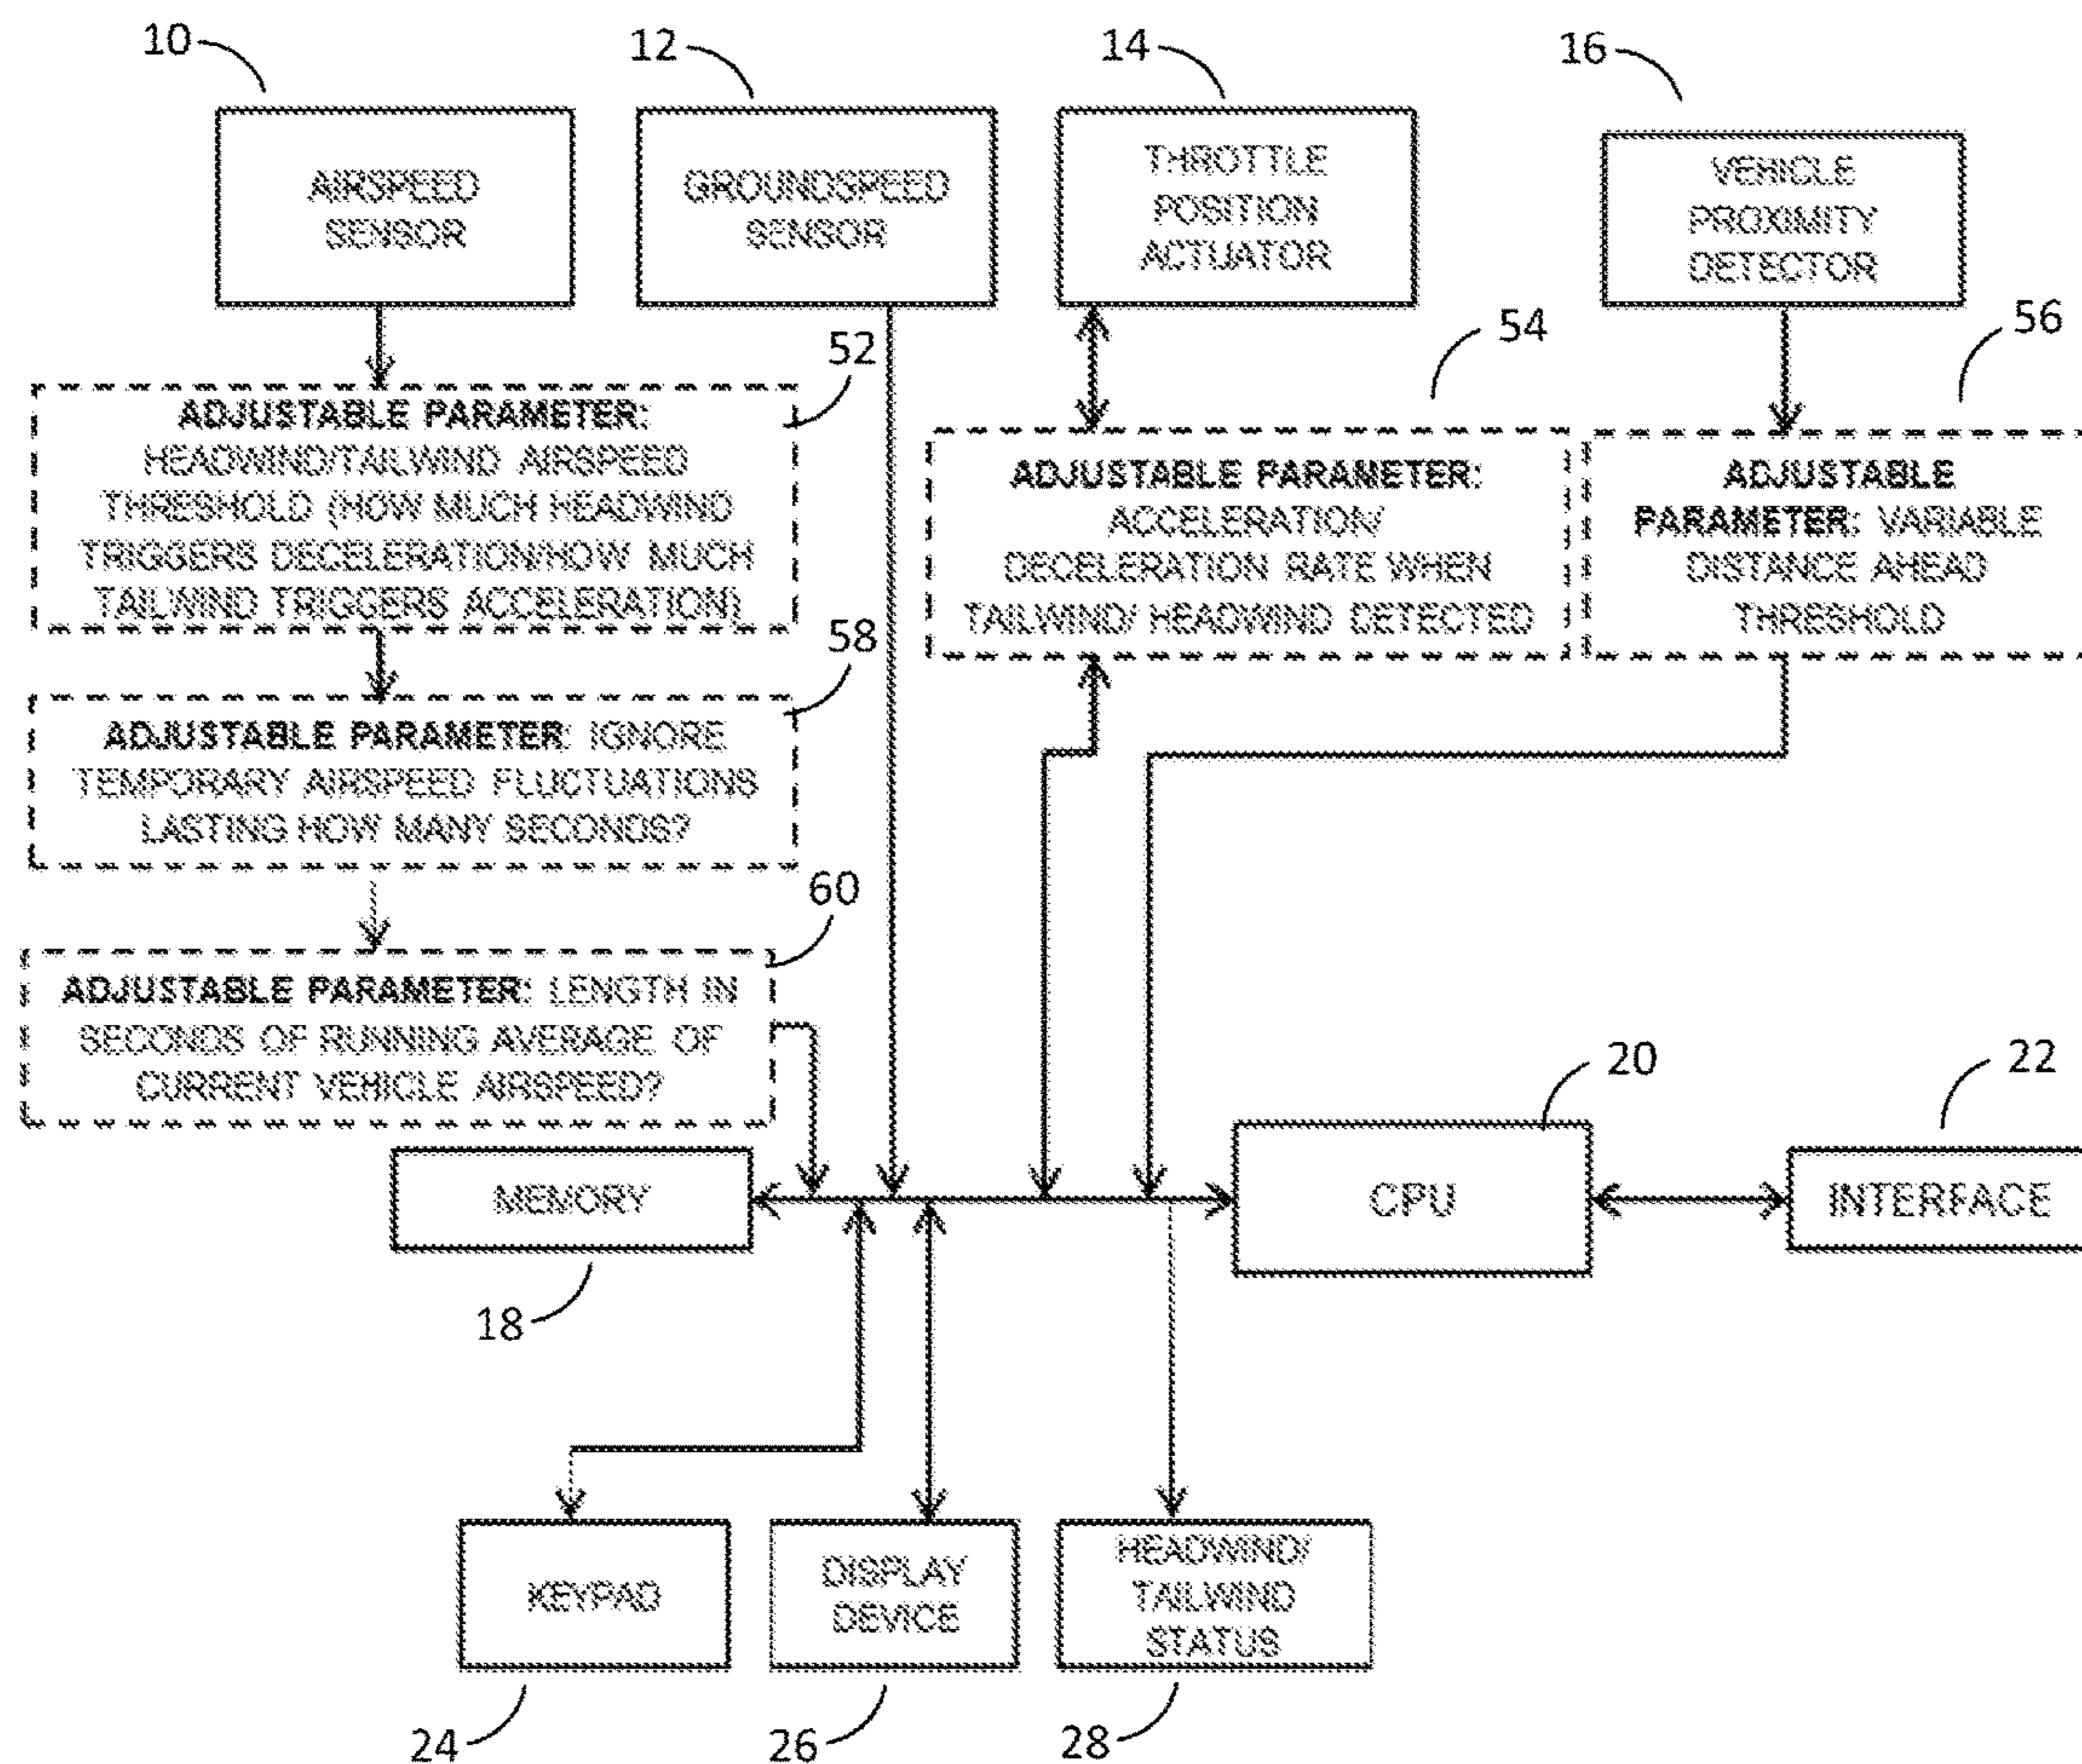 10
12
14
16
AIRSPEED
SENSOR
GROUNDSPEED
SENSOR
THROTTLE
POSITION
ACTUATOR
VEHICLE
PROXIMITY
DETECTOR
52
54
56
ADJUSTABLE PARAMETER:
HEADWIND/TAILWIND AIRSPEED
THRESHOLD (HOW MUCH HEADWIND
TRIGGERS DECELERATION/HOW MUCH
TAILWIND TRIGGERS ACCELERATION)
ADJUSTABLE PARAMETER:
ACCELERATION/
DECELERATION RATE WHEN
TAILWIND/ HEADWIND DETECTED
ADJUSTABLE
PARAMETER: VARIABLE
DISTANCE AHEAD
THRESHOLD
58
ADJUSTABLE PARAMETER: IGNORE
TEMPORARY AIRSPEED FLUCTUATIONS
LASTING HOW MANY SECONDS?
60
ADJUSTABLE PARAMETER: LENGTH IN
SECONDS OF RUNNING AVERAGE OF
CURRENT VEHICLE AIRSPEED?
20
22
MEMORY
CPU
INTERFACE
18
KEYPAD
DISPLAY
DEVICE
HEADWIND/
TAILWIND
STATUS
24
26
28